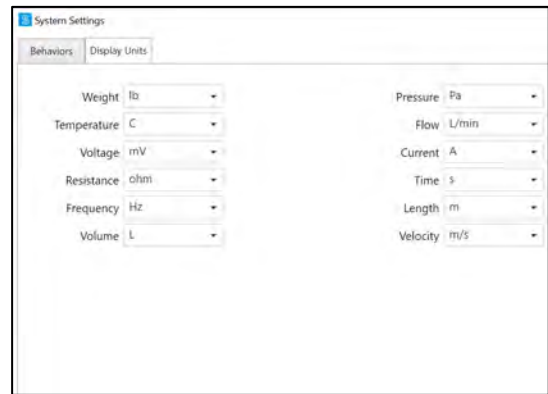 System Settings
Behaviors Display Units
Weight lb Pressure Pa
Temperature C Flow L/min
Voltage mV Current A
Resistance ohm Time s
Frequency Hz Length m
Volume L Velocity m/s